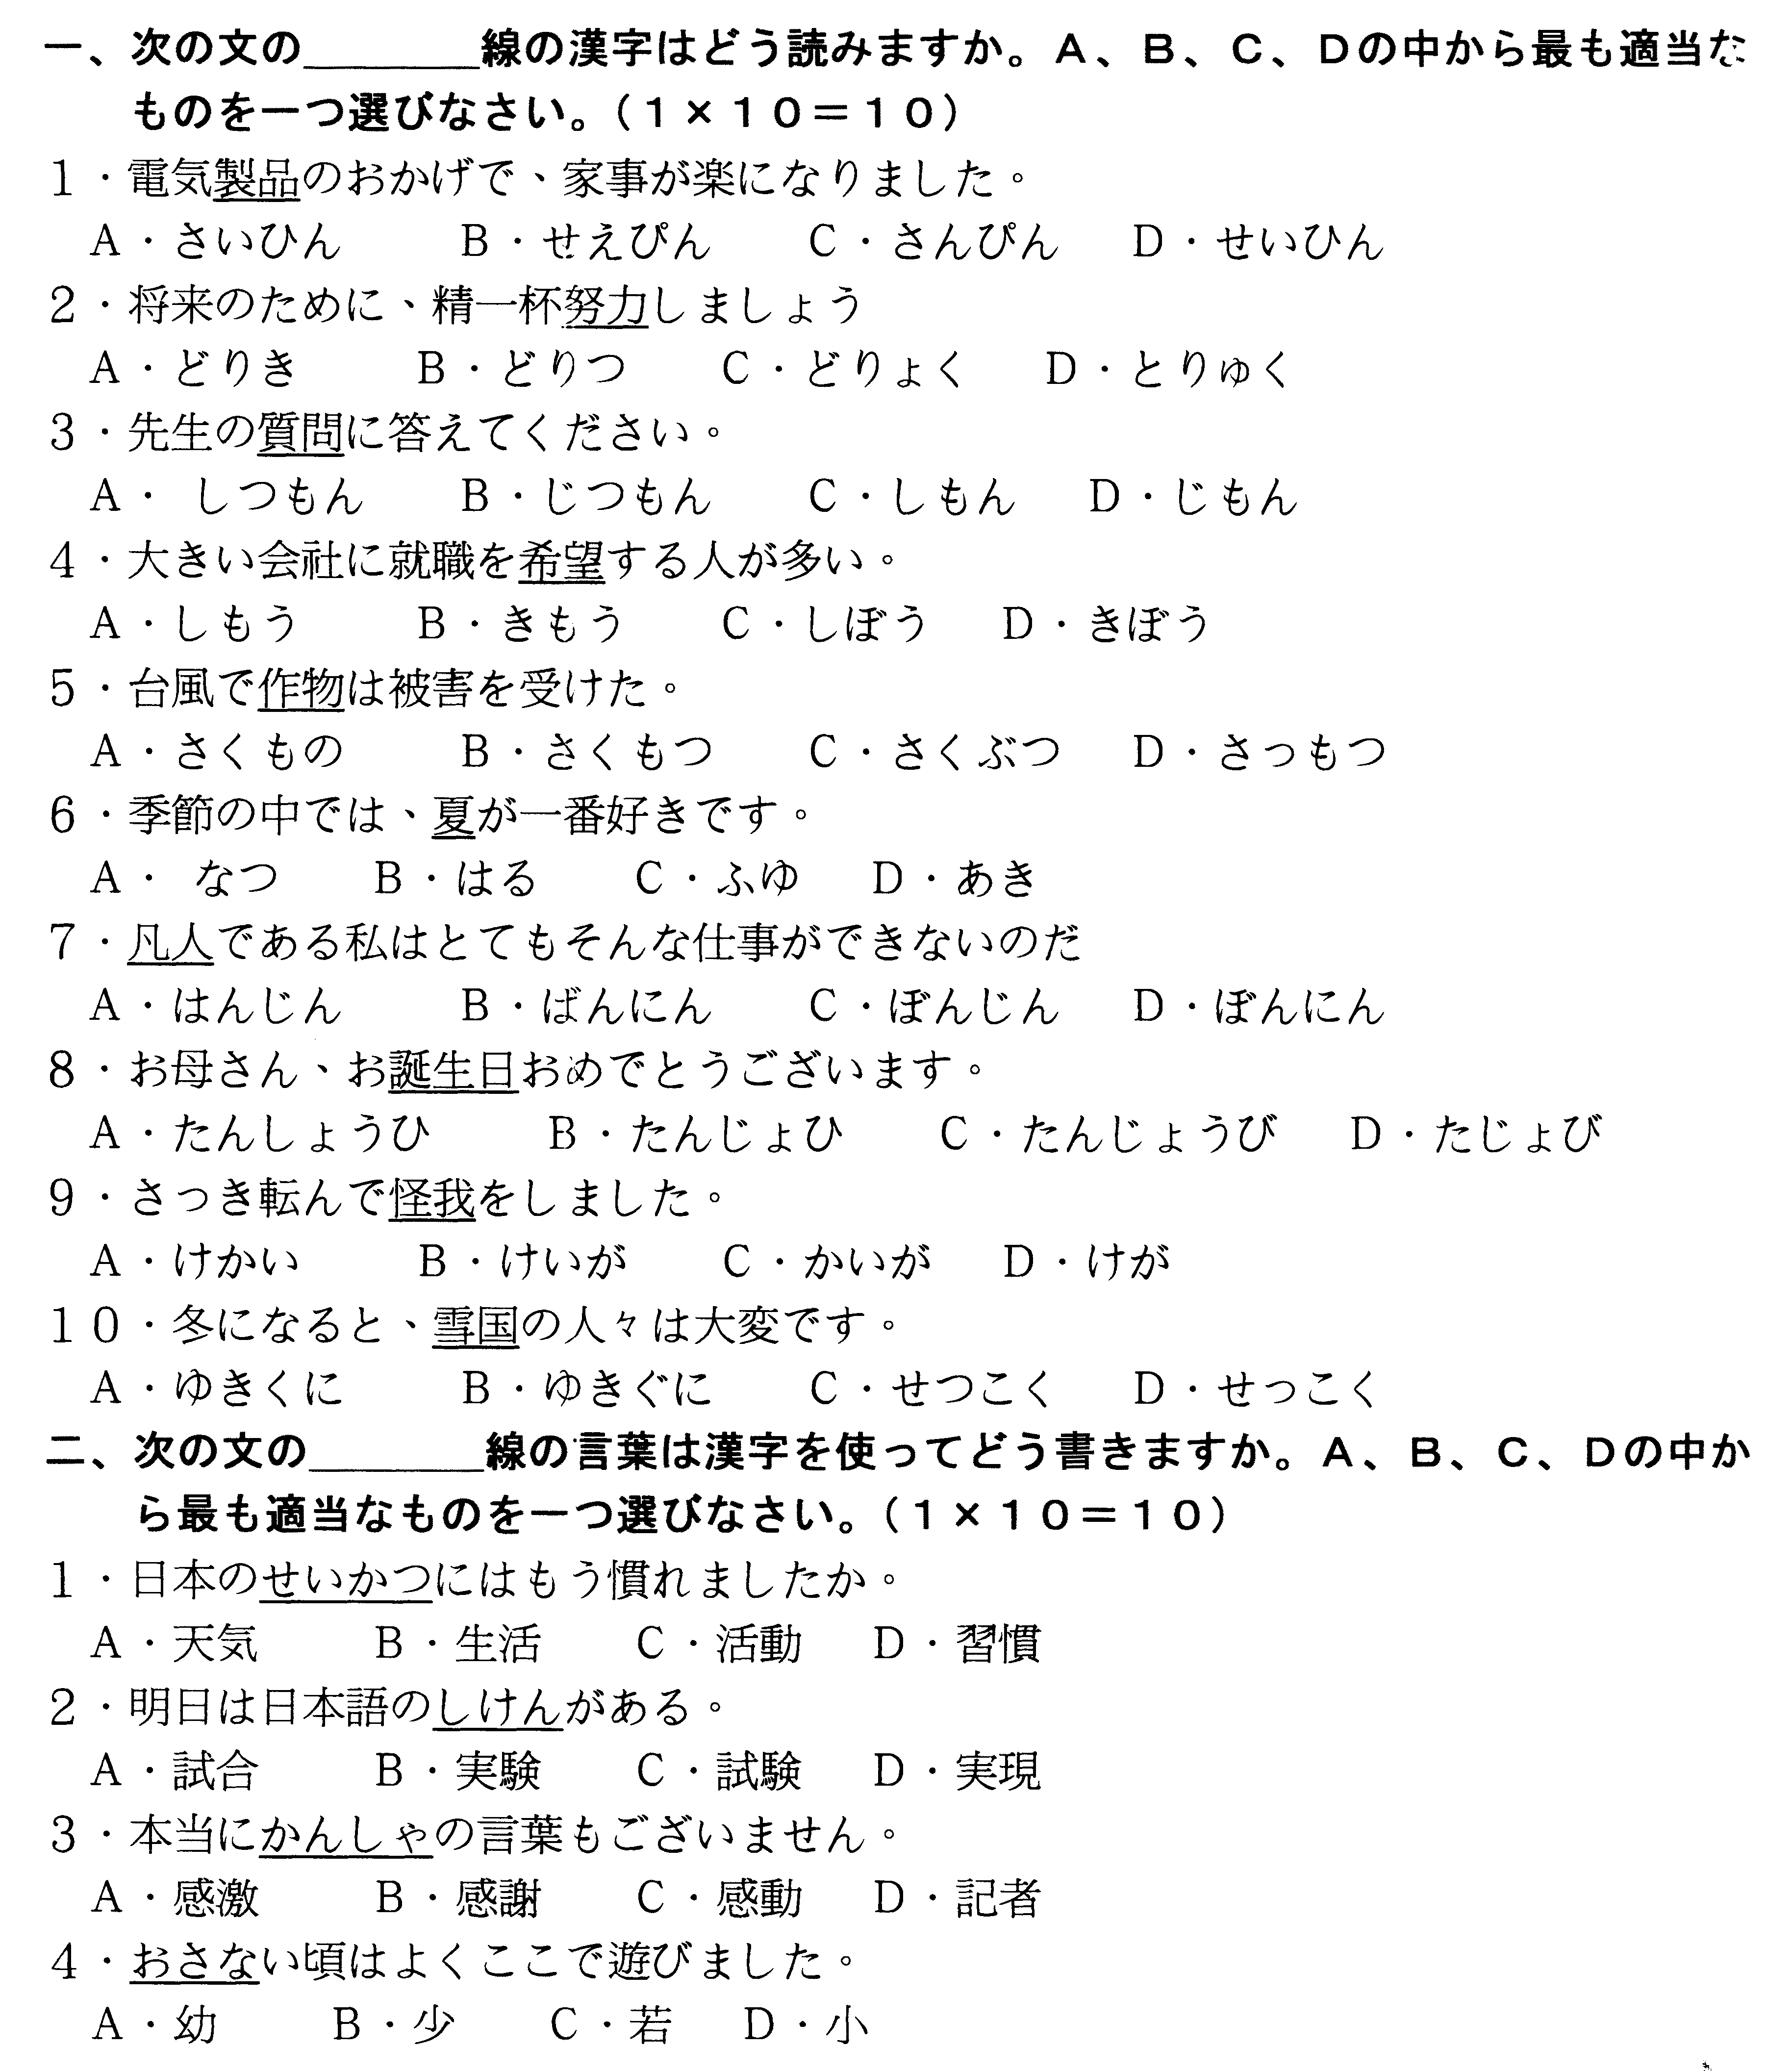 一、次の文の________線の漢字はどう読みますか。A、B、C、Dの中から最も適当な
ものを一つ選びなさい。（1×10＝10）
1・電気製品のおかげで、家事が楽になりました。
A・さいひん B・せえぴん C・さんぴん D・せいひん
2・将来のために、精一杯努力しましょう
A・どりき B・どりつ C・どりょく D・とりゅく
3・先生の質問に答えてください。
A・ しつもん B・じつもん C・しもん D・じもん
4・大きい会社に就職を希望する人が多い。
A・しもう B・きもう C・しぼう D・きぼう
5・台風で作物は被害を受けた。
A・さくもの B・さくもつ C・さくぶつ D・さっもつ
6・季節の中では、夏が一番好きです。
A・ なつ B・はる C・ふゆ D・あき
7・凡人である私はとてもそんな仕事ができないのだ
A・はんじん B・ばんにん C・ぼんじん D・ぼんにん
8・お母さん、お誕生日おめでとうございます。
A・たんしょうひ B・たんじょひ C・たんじょうび D・たじょび
9・さっき転んで怪我をしました。
A・けかい B・けいが C・かいが D・けが
10・冬になると、雪国の人々は大変です。
A・ゆきくに B・ゆきぐに C・せつこく D・せっこく
二、次の文の________線の言葉は漢字を使ってどう書きますか。A、B、C、Dの中か
ら最も適当なものを一つ選びなさい。（1×10＝10）
1・日本のせいかつにはもう慣れましたか。
A・天気 B・生活 C・活動 D・習慣
2・明日は日本語のしけんがある。
A・試合 B・実験 C・試験 D・実現
3・本当にかんしゃの言葉もございません。
A・感激 B・感謝 C・感動 D・記者
4・おさない頃はよくここで遊びました。
A・幼 B・少 C・若 D・小